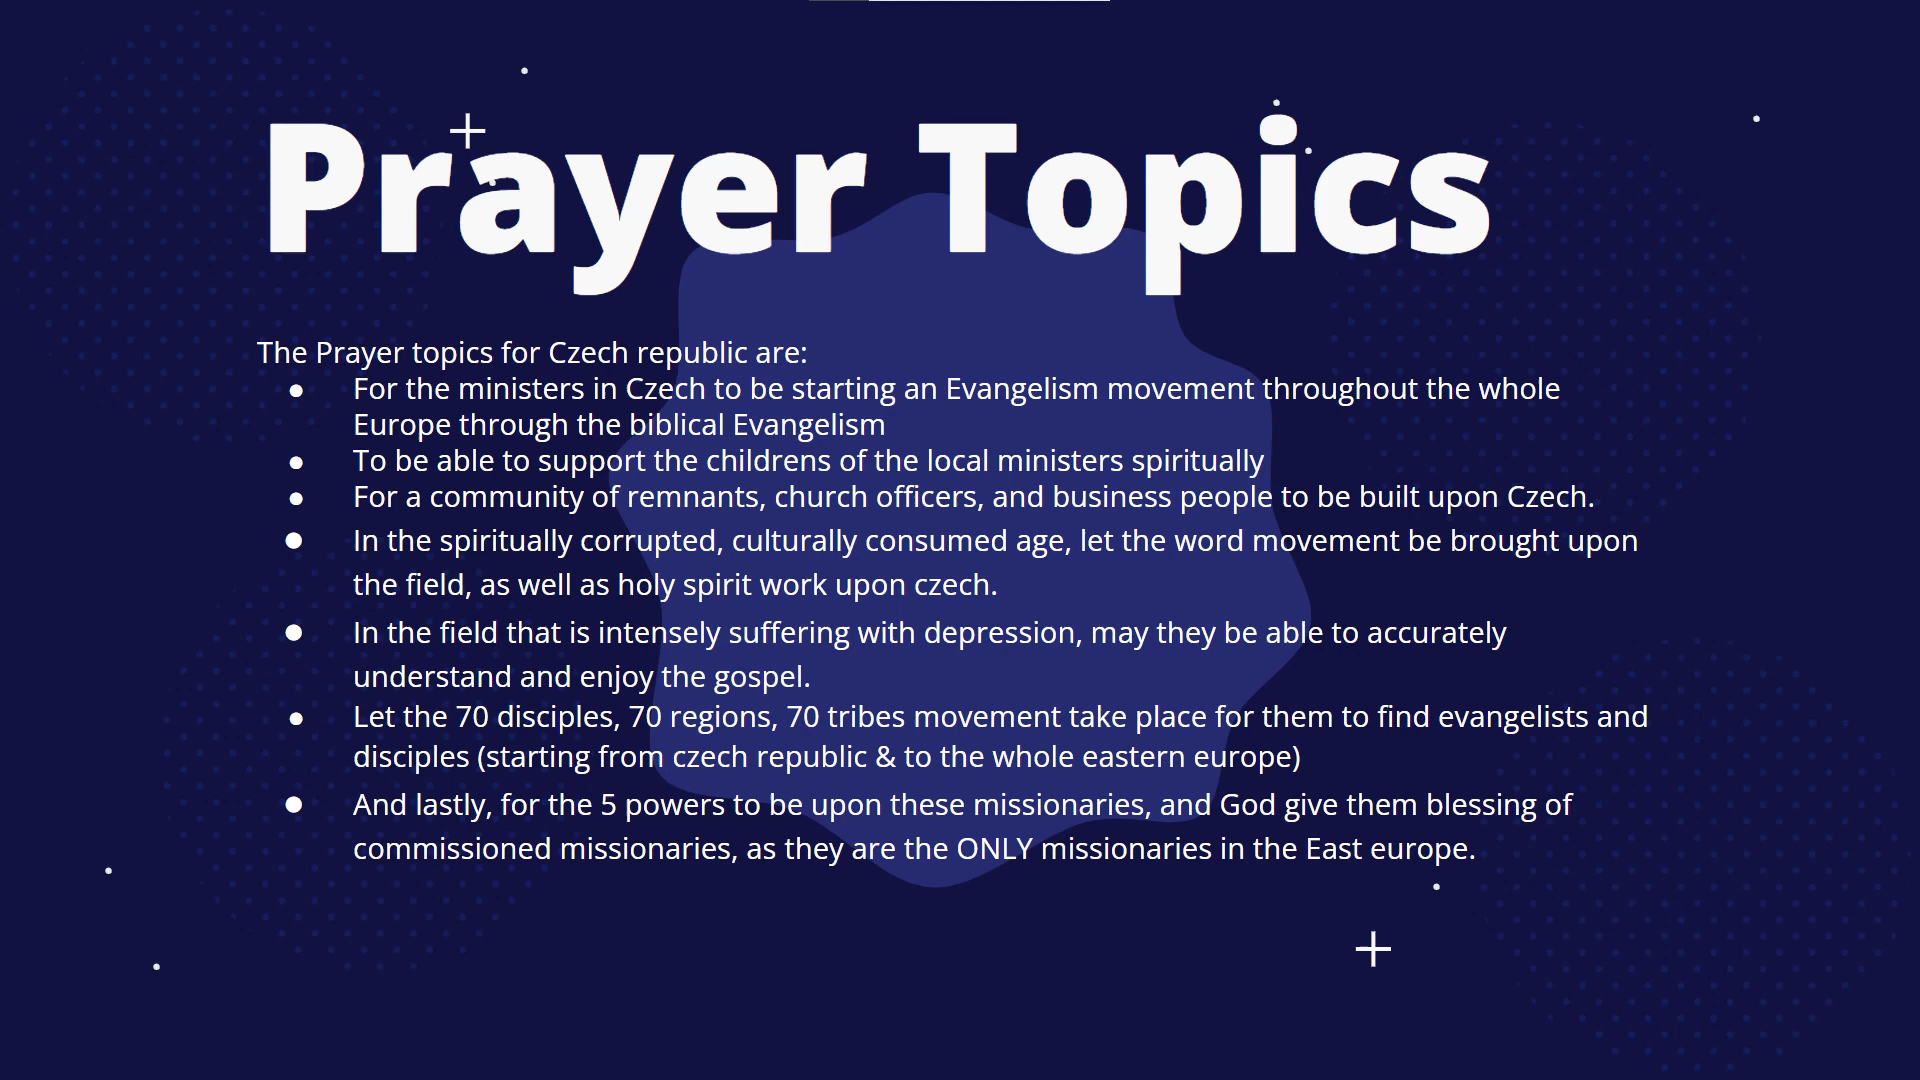 Prayer Topics
The Prayer topics for Czech republic are:
● For the ministers in Czech to be starting an Evangelism movement throughout the whole
Europe through the biblical Evangelism
● To be able to support the childrens of the local ministers spiritually
● For a community of remnants, church officers, and business people to be built upon Czech.
● In the spiritually corrupted, culturally consumed age, let the word movement be brought upon
the field, as well as holy spirit work upon czech.
● In the field that is intensely suffering with depression, may they be able to accurately
understand and enjoy the gospel.
● Let the 70 disciples, 70 regions, 70 tribes movement take place for them to find evangelists and
disciples (starting from czech republic & to the whole eastern europe)
● And lastly, for the 5 powers to be upon these missionaries, and God give them blessing of
commissioned missionaries, as they are the ONLY missionaries in the East europe.